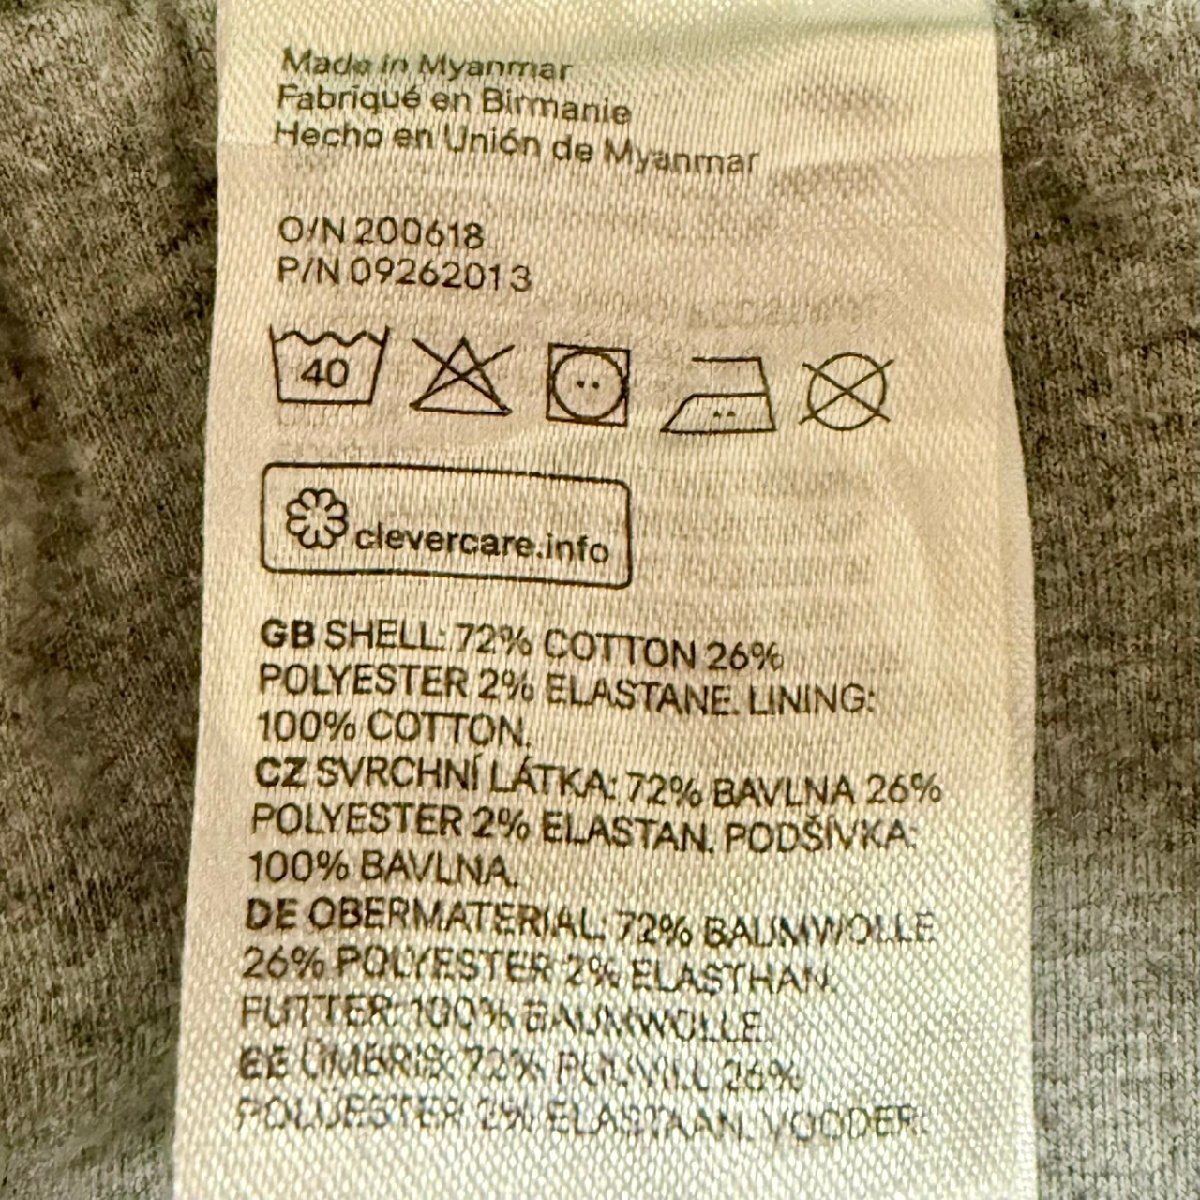 Made in Myanmar
Fabriqué en Birmanie
Hecho en Unión de Myanmar
O/N 200618
P/N 09262013
40
clevercare.info
GB SHELL: 72% COTTON 26%
POLYESTER 2% ELASTANE. LINING:
100% COTTON.
CZ SVRCHNÍ LÁTKA: 72% BAVLNA 26%
POLYESTER 2% ELASTAN. PODŠÍVKA:
100% BAVLNA.
DE OBERMATERIAL: 72% BAUMWOLLE
26% POLYESTER 2% ELASTHAN.
FUTTER: 100% BAUMWOLLE.
EE ÜMBRIS: 72% PUUVILL 26%
POLÜESTER 2% ELASTAAN. VOODER: